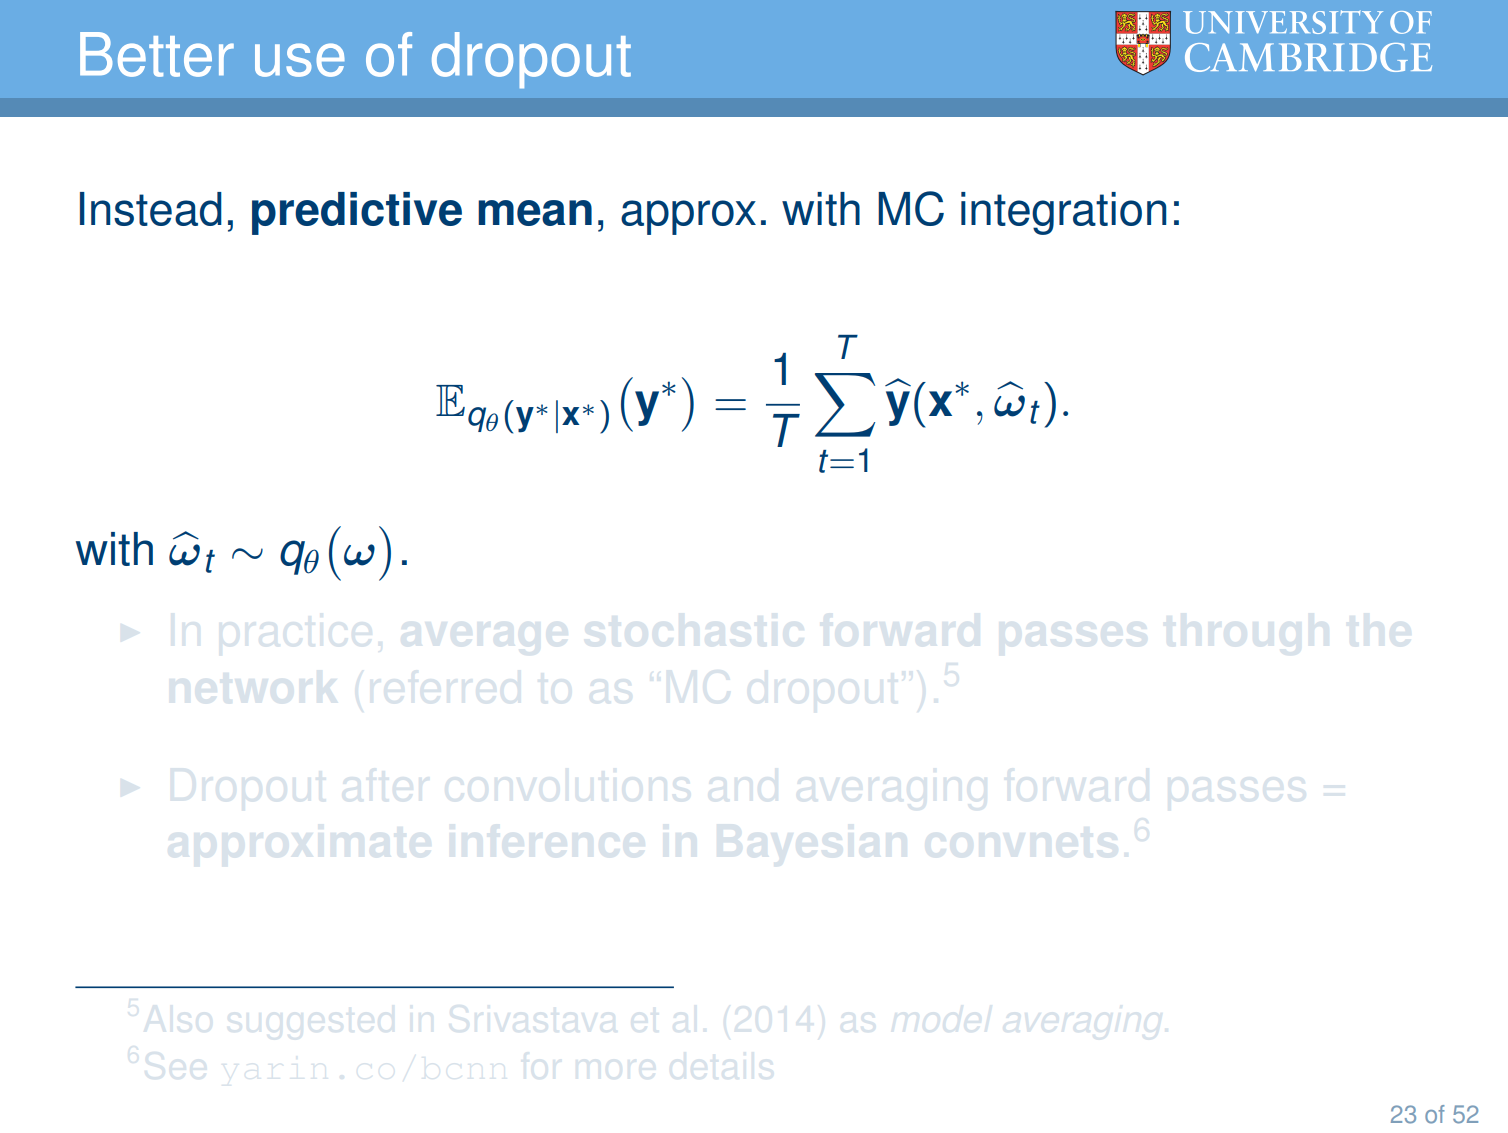 Better use of dropout
UNIVERSITY OF
CAMBRIDGE
Instead, predictive mean, approx. with MC integration:
𝔼_{q_θ(y*|x*)}(y*) = \frac{1}{T} \sum_{t=1}^{T} ŷ(x*, ω̂_t).
with ω̂_t ∼ q_θ(ω).
▶ In practice, average stochastic forward passes through the
network (referred to as “MC dropout”).⁵
▶ Dropout after convolutions and averaging forward passes =
approximate inference in Bayesian convnets.⁶
⁵Also suggested in Srivastava et al. (2014) as model averaging.
⁶See yarin.co/bcnn for more details
23 of 52